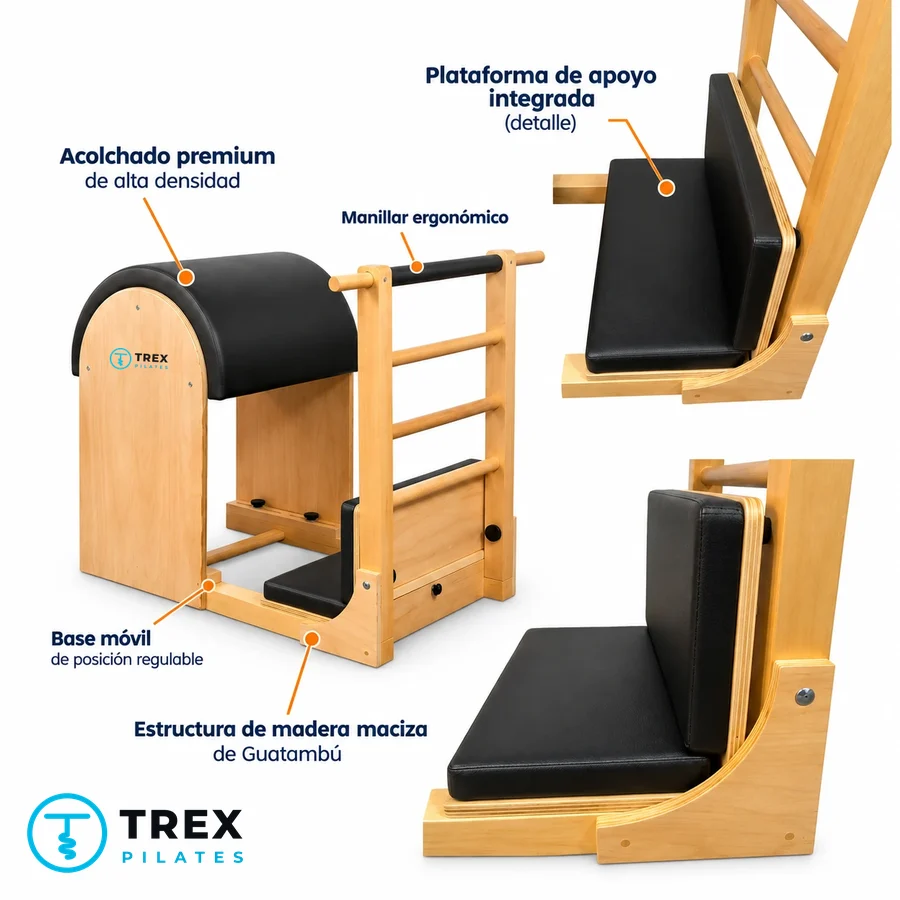 Plataforma de apoyo
integrada
(detalle)
Acolchado premium
de alta densidad
Manillar ergonómico
TREX
PILATES
Base móvil
de posición regulable
Estructura de madera maciza
de Guatambú
TREX
PILATES